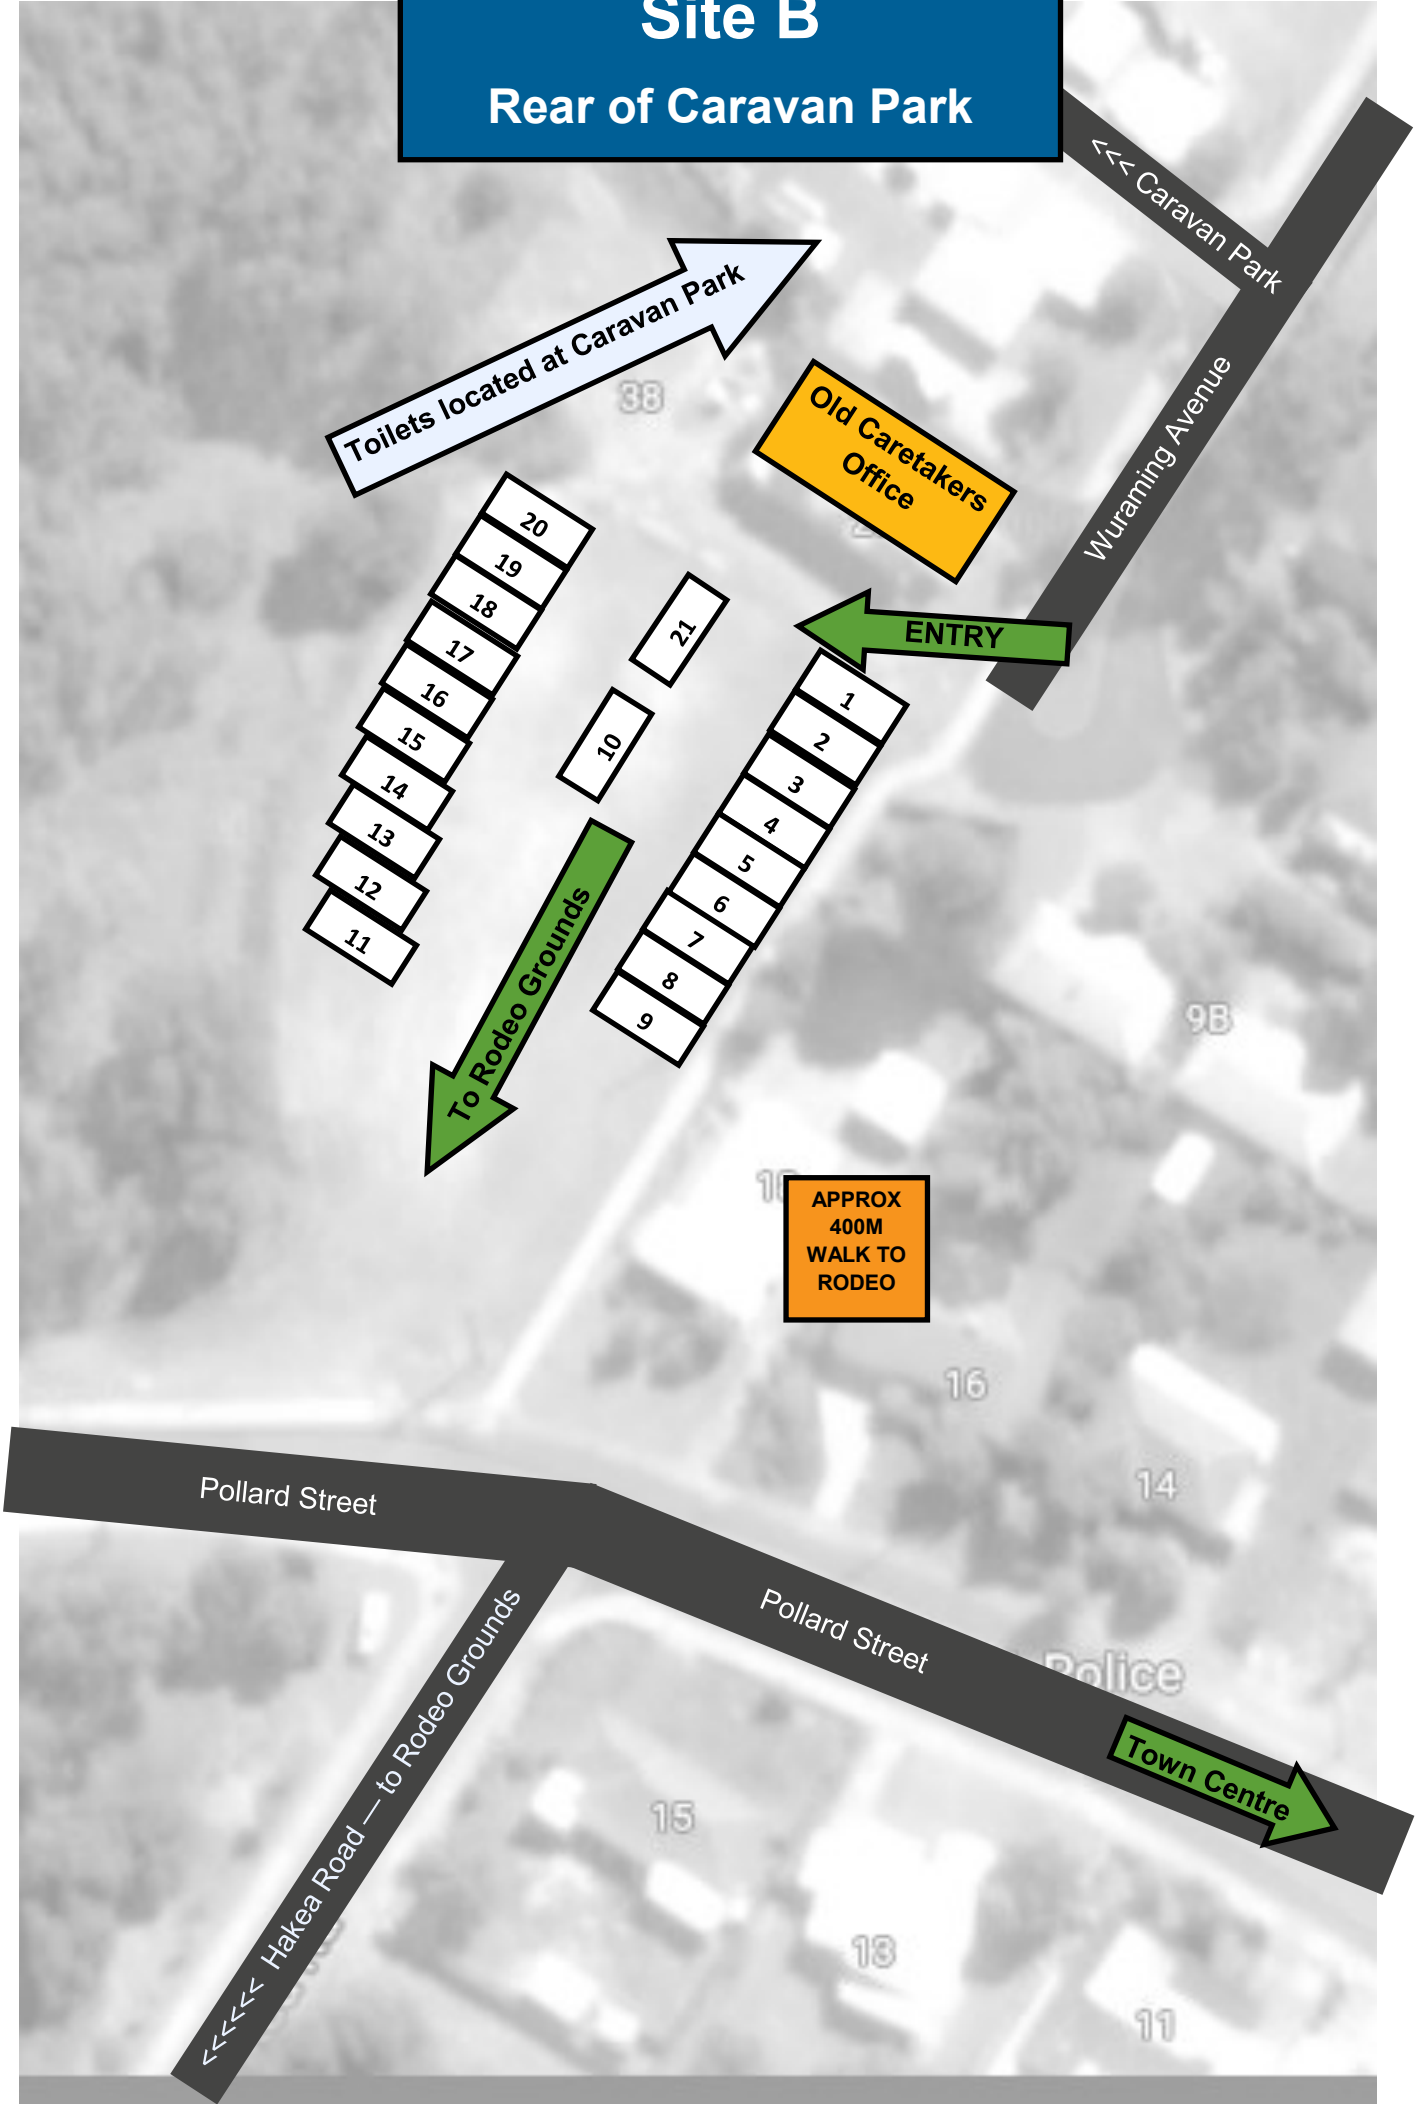 Site B
Rear of Caravan Park
<<< Caravan Park
Wuraming Avenue
Toilets located at Caravan Park
38
Old Caretakers
Office
ENTRY
20
19
18
17
16
15
14
13
12
11
21
10
1
2
3
4
5
6
7
8
9
To Rodeo Grounds
9B
APPROX
400M
WALK TO
RODEO
16
14
Pollard Street
Pollard Street
Police
Town Centre
<<<<<< Hakea Road — to Rodeo Grounds
15
13
11